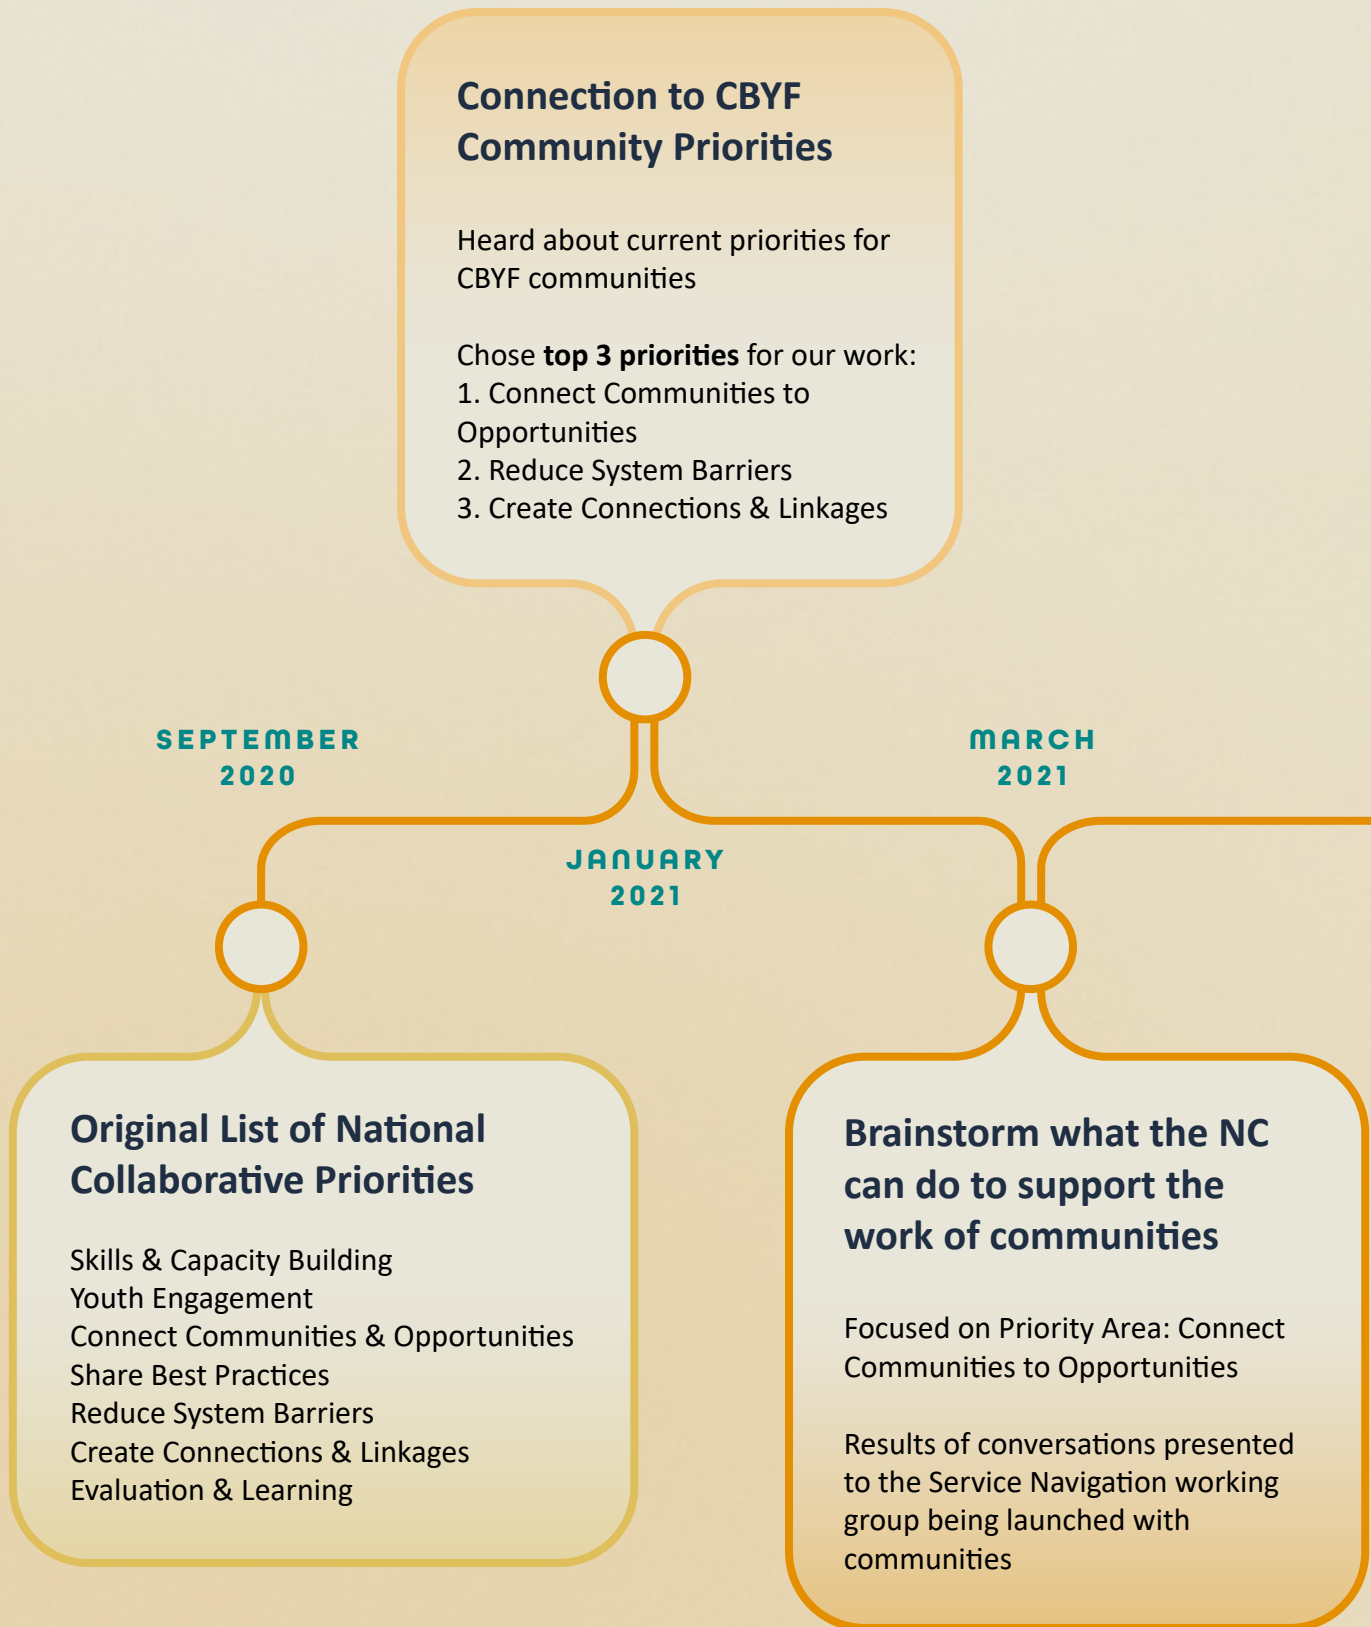 Connection to CBYF
Community Priorities
Heard about current priorities for
CBYF communities
Chose top 3 priorities for our work:
1. Connect Communities to
Opportunities
2. Reduce System Barriers
3. Create Connections & Linkages
SEPTEMBER
2020
JANUARY
2021
MARCH
2021
Original List of National
Collaborative Priorities
Skills & Capacity Building
Youth Engagement
Connect Communities & Opportunities
Share Best Practices
Reduce System Barriers
Create Connections & Linkages
Evaluation & Learning
Brainstorm what the NC
can do to support the
work of communities
Focused on Priority Area: Connect
Communities to Opportunities
Results of conversations presented
to the Service Navigation working
group being launched with
communities